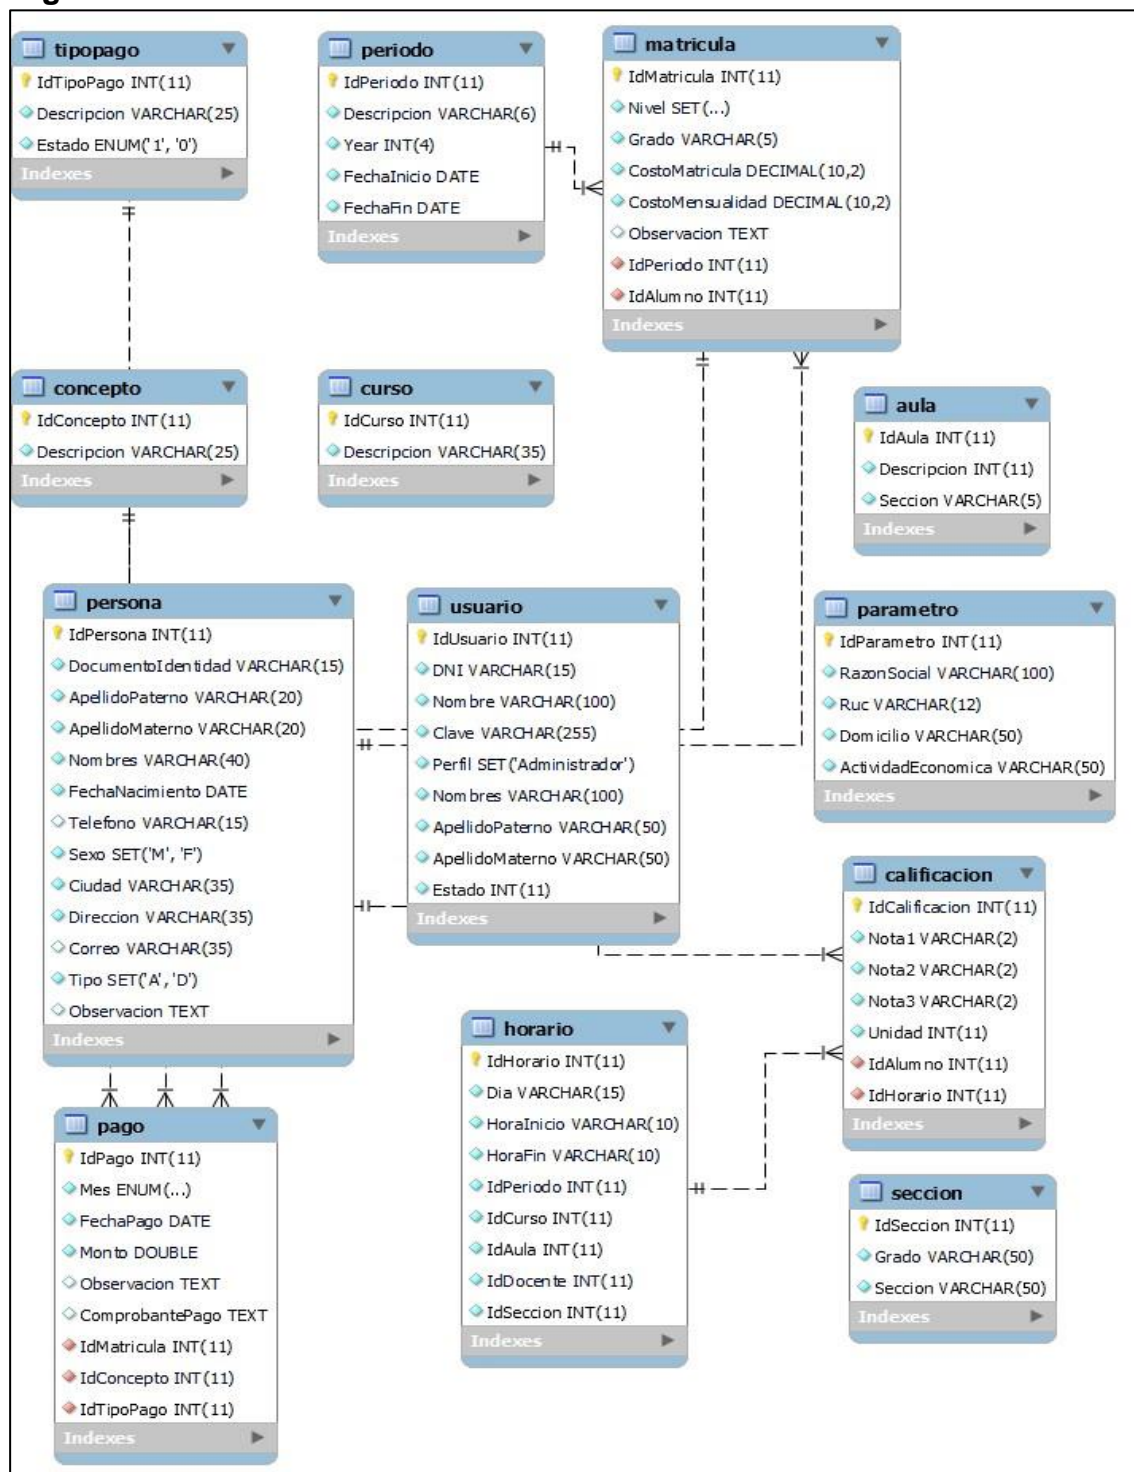 tipopago
IdTipoPago INT(11)
Descripcion VARCHAR(25)
Estado ENUM('1', '0')
Indexes
periodo
IdPeriodo INT(11)
Descripcion VARCHAR(6)
Year INT(4)
FechaInicio DATE
FechaFin DATE
Indexes
matricula
IdMatricula INT(11)
Nivel SET(...)
Grado VARCHAR(5)
CostoMatricula DECIMAL(10,2)
CostoMensualidad DECIMAL(10,2)
Observacion TEXT
IdPeriodo INT(11)
IdAlumno INT(11)
Indexes
concepto
IdConcepto INT(11)
Descripcion VARCHAR(25)
Indexes
curso
IdCurso INT(11)
Descripcion VARCHAR(35)
Indexes
aula
IdAula INT(11)
Descripcion INT(11)
Seccion VARCHAR(5)
Indexes
persona
IdPersona INT(11)
DocumentoIdentidad VARCHAR(15)
ApellidoPaterno VARCHAR(20)
ApellidoMaterno VARCHAR(20)
Nombres VARCHAR(40)
FechaNacimiento DATE
Telefono VARCHAR(15)
Sexo SET('M', 'F')
Ciudad VARCHAR(35)
Direccion VARCHAR(35)
Correo VARCHAR(35)
Tipo SET('A', 'D')
Observacion TEXT
Indexes
usuario
IdUsuario INT(11)
DNI VARCHAR(15)
Nombre VARCHAR(100)
Clave VARCHAR(255)
Perfil SET('Administrador')
Nombres VARCHAR(100)
ApellidoPaterno VARCHAR(50)
ApellidoMaterno VARCHAR(50)
Estado INT(11)
Indexes
parametro
IdParametro INT(11)
RazonSocial VARCHAR(100)
Ruc VARCHAR(12)
Domicilio VARCHAR(50)
ActividadEconomica VARCHAR(50)
Indexes
calificacion
IdCalificacion INT(11)
Nota1 VARCHAR(2)
Nota2 VARCHAR(2)
Nota3 VARCHAR(2)
Unidad INT(11)
IdAlumno INT(11)
IdHorario INT(11)
Indexes
horario
IdHorario INT(11)
Dia VARCHAR(15)
HoraInicio VARCHAR(10)
HoraFin VARCHAR(10)
IdPeriodo INT(11)
IdCurso INT(11)
IdAula INT(11)
IdDocente INT(11)
IdSeccion INT(11)
Indexes
pago
IdPago INT(11)
Mes ENUM(...)
FechaPago DATE
Monto DOUBLE
Observacion TEXT
ComprobantePago TEXT
IdMatricula INT(11)
IdConcepto INT(11)
IdTipoPago INT(11)
Indexes
seccion
IdSeccion INT(11)
Grado VARCHAR(50)
Seccion VARCHAR(50)
Indexes